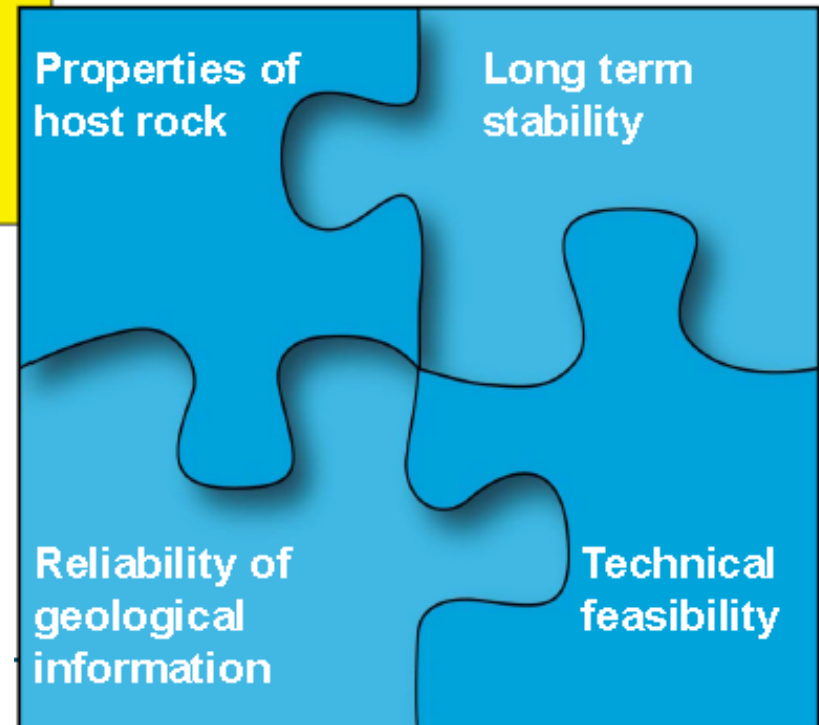 Properties of
host rock
Long term
stability
Reliability of
geological
information
Technical
feasibility